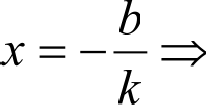 x = −b/k ⇒